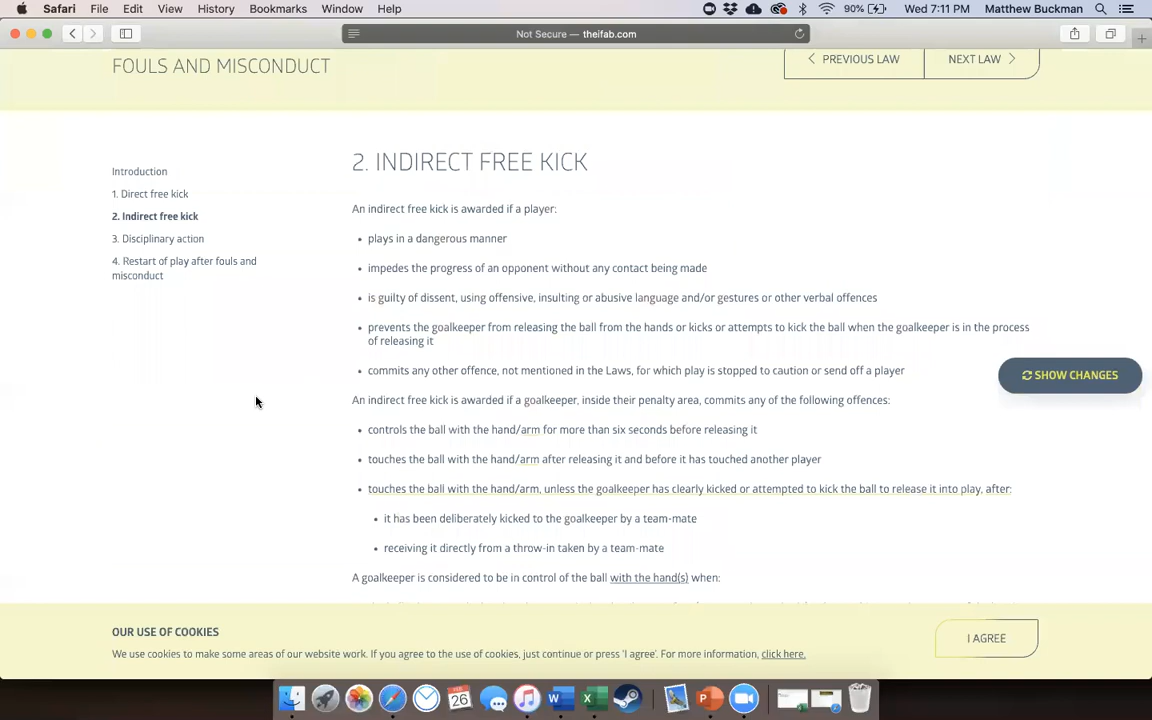 Safari File Edit View History Bookmarks Window Help 90% Wed 7:11 PM Matthew Buckman
Not Secure — theifab.com
FOULS AND MISCONDUCT
PREVIOUS LAW NEXT LAW
Introduction
1. Direct free kick
2. Indirect free kick
3. Disciplinary action
4. Restart of play after fouls and
misconduct
2. INDIRECT FREE KICK
An indirect free kick is awarded if a player:
• plays in a dangerous manner
• impedes the progress of an opponent without any contact being made
• is guilty of dissent, using offensive, insulting or abusive language and/or gestures or other verbal offences
• prevents the goalkeeper from releasing the ball from the hands or kicks or attempts to kick the ball when the goalkeeper is in the process
of releasing it
• commits any other offence, not mentioned in the Laws, for which play is stopped to caution or send off a player
An indirect free kick is awarded if a goalkeeper, inside their penalty area, commits any of the following offences:
• controls the ball with the hand/arm for more than six seconds before releasing it
• touches the ball with the hand/arm after releasing it and before it has touched another player
• touches the ball with the hand/arm, unless the goalkeeper has clearly kicked or attempted to kick the ball to release it into play, after:
• it has been deliberately kicked to the goalkeeper by a team-mate
• receiving it directly from a throw-in taken by a team-mate
A goalkeeper is considered to be in control of the ball with the hand(s) when:
SHOW CHANGES
OUR USE OF COOKIES
We use cookies to make some areas of our website work. If you agree to the use of cookies, just continue or press 'I agree'. For more information, click here.
I AGREE
FEB
26